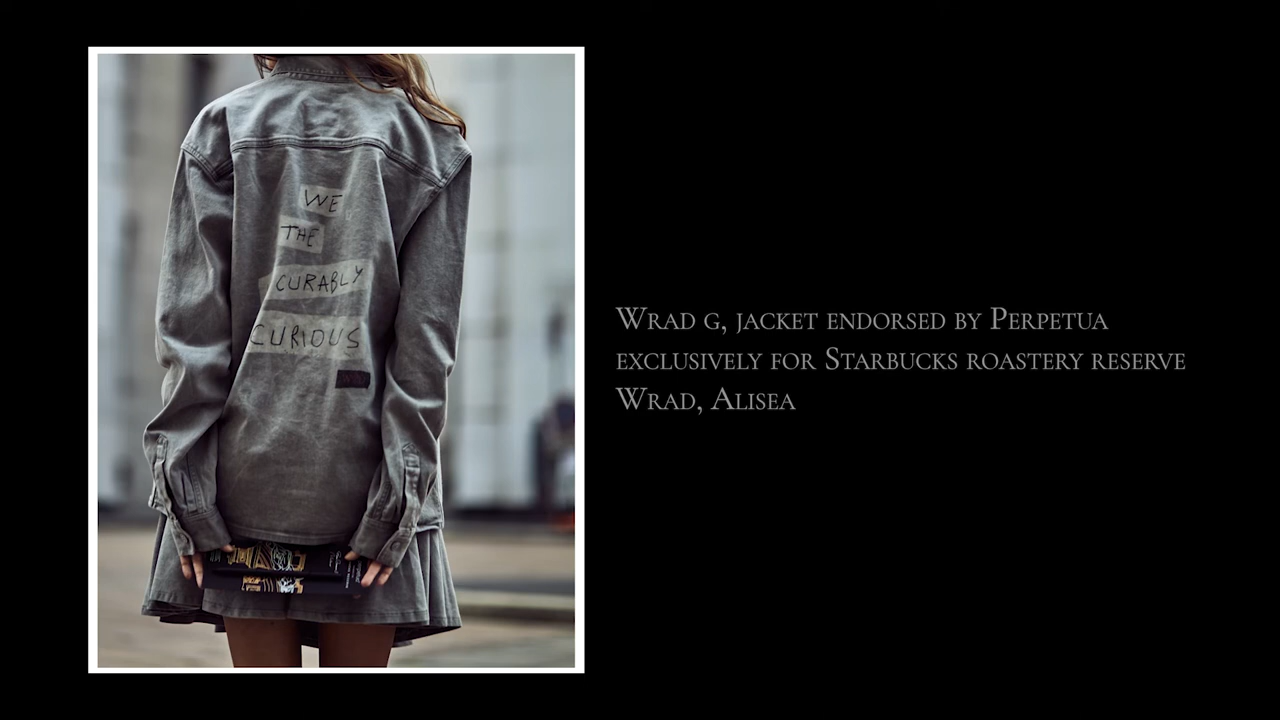 WE
THE
CURABLY
CURIOUS
Wrad g, jacket endorsed by Perpetua
exclusively for Starbucks roastery reserve
Wrad, Alisea